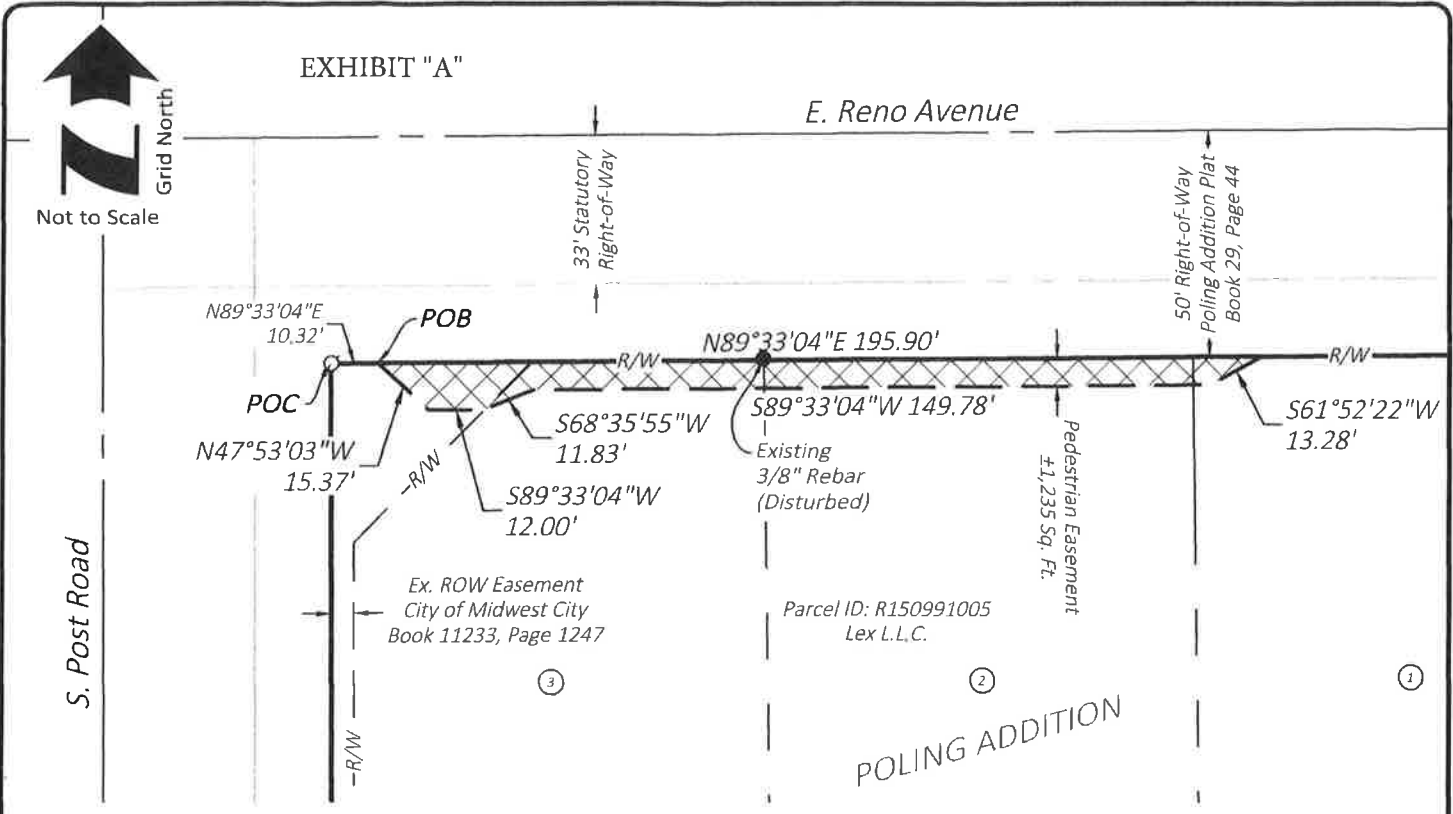 EXHIBIT "A"
Grid North
Not to Scale
E. Reno Avenue
33' Statutory
Right-of-Way
50' Right-of-Way
Poling Addition Plat
Book 29, Page 44
N89°33'04"E
10.32'
POB
POC
R/W
N89°33'04"E 195.90'
R/W
N47°53'03"W
15.37'
R/W
S68°35'55"W
11.83'
S89°33'04"W
12.00'
S89°33'04"W 149.78'
Existing
3/8" Rebar
(Disturbed)
Pedestrian Easement
±1,235 Sq. Ft.
S61°52'22"W
13.28'
S. Post Road
Ex. ROW Easement
City of Midwest City
Book 11233, Page 1247
Parcel ID: R150991005
Lex L.L.C.
3
2
1
R/W
POLING ADDITION